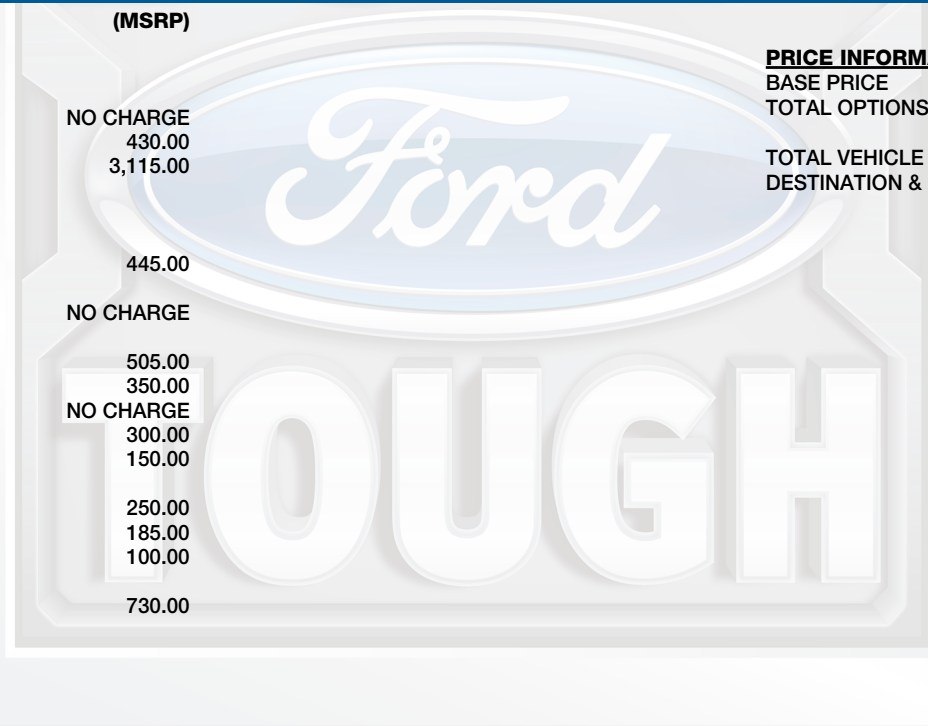 (MSRP)
NO CHARGE
430.00
3,115.00
445.00
NO CHARGE
505.00
350.00
NO CHARGE
300.00
150.00
250.00
185.00
100.00
730.00
PRICE INFORMA
BASE PRICE
TOTAL OPTIONS
TOTAL VEHICLE
DESTINATION &
Ford
TOUGH